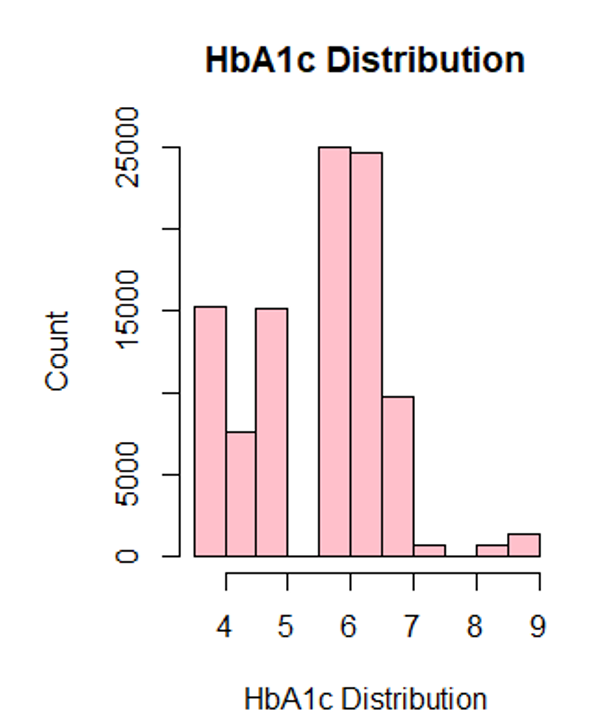 HbA1c Distribution
25000
15000
5000
0
Count
4 5 6 7 8 9
HbA1c Distribution